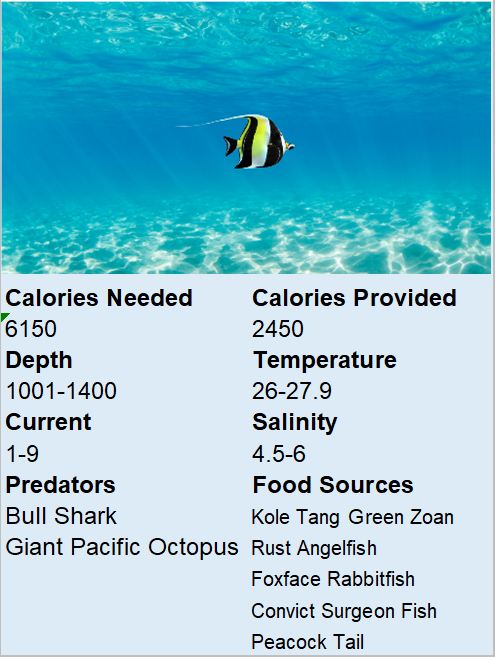 Calories Needed Calories Provided
6150 2450
Depth Temperature
1001-1400 26-27.9
Current Salinity
1-9 4.5-6
Predators Food Sources
Bull Shark Kole Tang Green Zoan
Giant Pacific Octopus Rust Angelfish
Foxface Rabbitfish
Convict Surgeon Fish
Peacock Tail